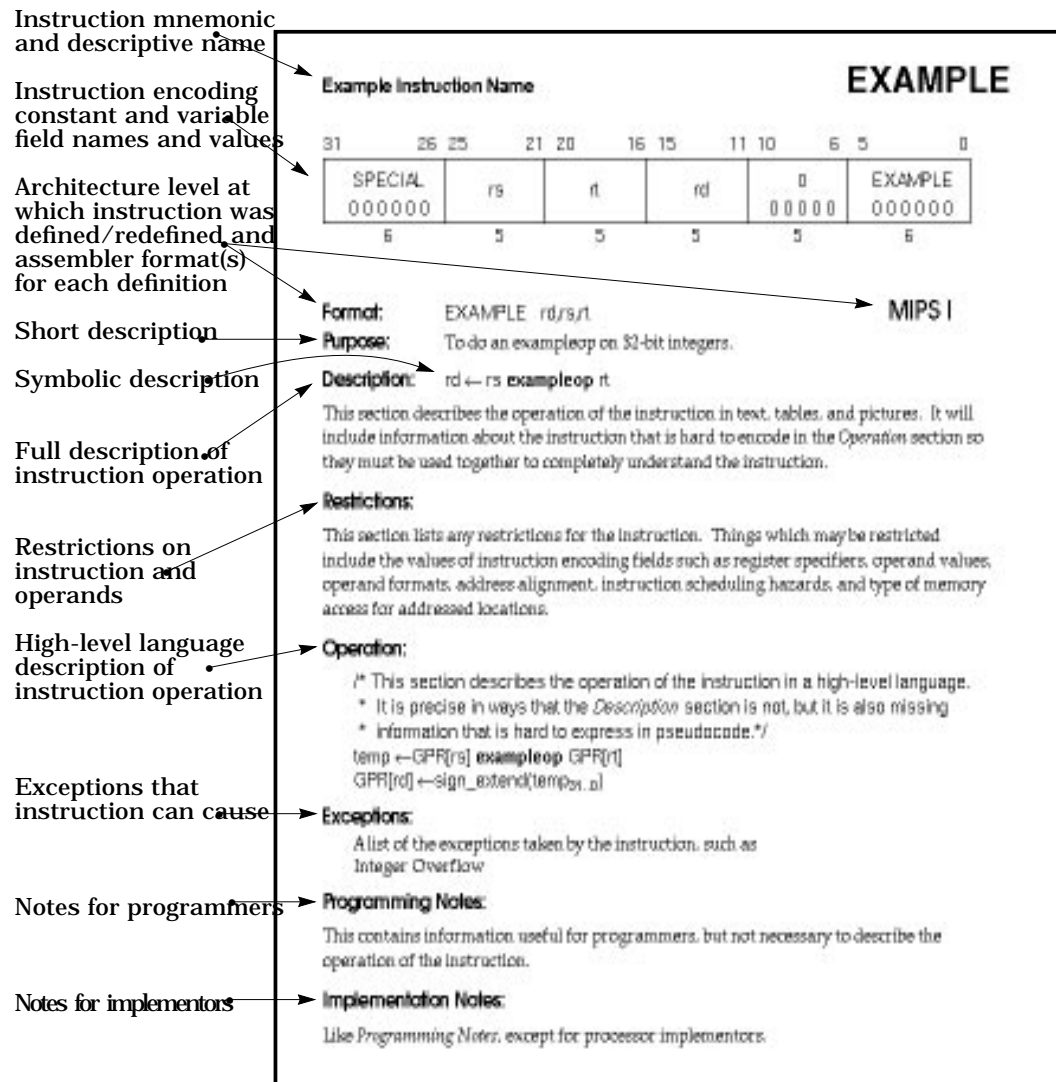 Instruction mnemonic
and descriptive name
Instruction encoding
constant and variable
field names and values
Architecture level at
which instruction was
defined/redefined and
assembler format(s)
for each definition
Short description
Symbolic description
Full description of
instruction operation
Restrictions on
instruction and
operands
High-level language
description of
instruction operation
Exceptions that
instruction can cause
Notes for programmers
Notes for implementors
Example Instruction Name EXAMPLE
31 26 25 21 20 16 15 11 10 6 5 0
SPECIAL rs rt rd 0 EXAMPLE
000000 00000 000000
6 5 5 5 5 6
Format: EXAMPLE rd,rs,rt MIPS I
Purpose: To do an exampleop on 32-bit integers.
Description: rd ← rs exampleop rt
This section describes the operation of the instruction in text, tables, and pictures. It will
include information about the instruction that is hard to encode in the Operation section so
they must be used together to completely understand the instruction.
Restrictions:
This section lists any restrictions for the instruction. Things which may be restricted
include the values of instruction encoding fields such as register specifiers, operand values,
operand formats, address alignment, instruction scheduling hazards, and type of memory
access for addressed locations.
Operation:
/* This section describes the operation of the instruction in a high-level language.
* It is precise in ways that the Description section is not, but it is also missing
* information that is hard to express in pseudocode.*/
temp ←GPR[rs] exampleop GPR[rt]
GPR[rd] ←sign_extend(temp31..0)
Exceptions:
A list of the exceptions taken by the instruction, such as
Integer Overflow
Programming Notes:
This contains information useful for programmers, but not necessary to describe the
operation of the instruction.
Implementation Notes:
Like Programming Notes, except for processor implementors.